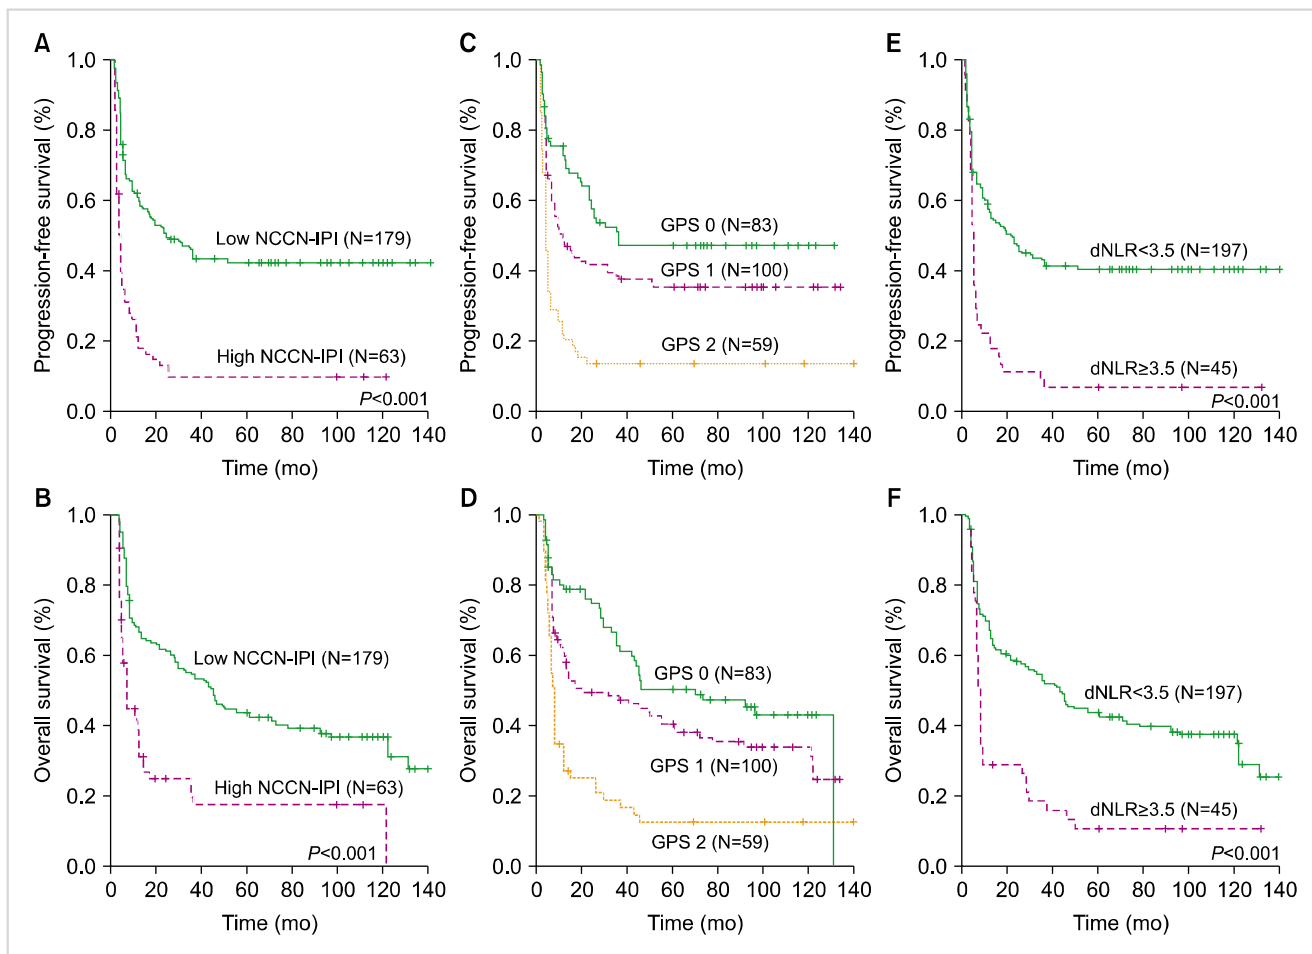 A
Progression-free survival (%)
1.0
0.8
0.6
0.4
0.2
0.0
Low NCCN-IPI (N=179)
High NCCN-IPI (N=63)
P<0.001
0 20 40 60 80 100 120 140
Time (mo)
C
Progression-free survival (%)
1.0
0.8
0.6
0.4
0.2
0.0
GPS 0 (N=83)
GPS 1 (N=100)
GPS 2 (N=59)
0 20 40 60 80 100 120 140
Time (mo)
E
Progression-free survival (%)
1.0
0.8
0.6
0.4
0.2
0.0
dNLR<3.5 (N=197)
dNLR≥3.5 (N=45)
P<0.001
0 20 40 60 80 100 120 140
Time (mo)
B
Overall survival (%)
1.0
0.8
0.6
0.4
0.2
0.0
Low NCCN-IPI (N=179)
High NCCN-IPI (N=63)
P<0.001
0 20 40 60 80 100 120 140
Time (mo)
D
Overall survival (%)
1.0
0.8
0.6
0.4
0.2
0.0
GPS 0 (N=83)
GPS 1 (N=100)
GPS 2 (N=59)
0 20 40 60 80 100 120 140
Time (mo)
F
Overall survival (%)
1.0
0.8
0.6
0.4
0.2
0.0
dNLR<3.5 (N=197)
dNLR≥3.5 (N=45)
P<0.001
0 20 40 60 80 100 120 140
Time (mo)